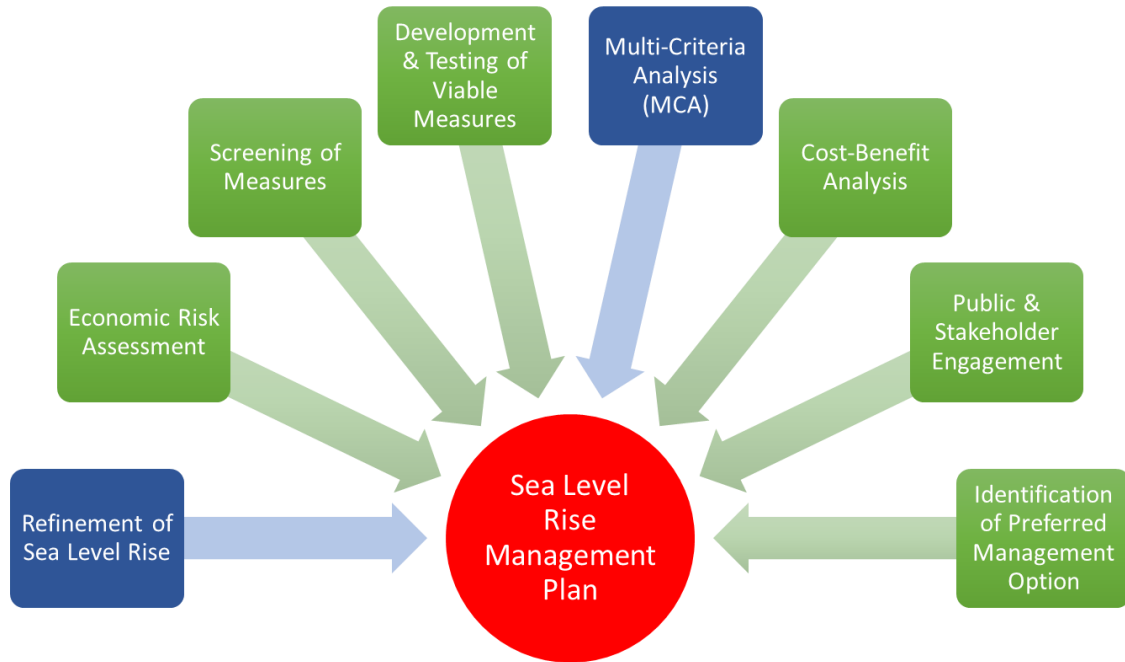 Refinement of
Sea Level Rise
Economic Risk
Assessment
Screening of
Measures
Development
& Testing of
Viable
Measures
Multi-Criteria
Analysis
(MCA)
Cost-Benefit
Analysis
Public &
Stakeholder
Engagement
Identification
of Preferred
Management
Option
Sea Level
Rise
Management
Plan